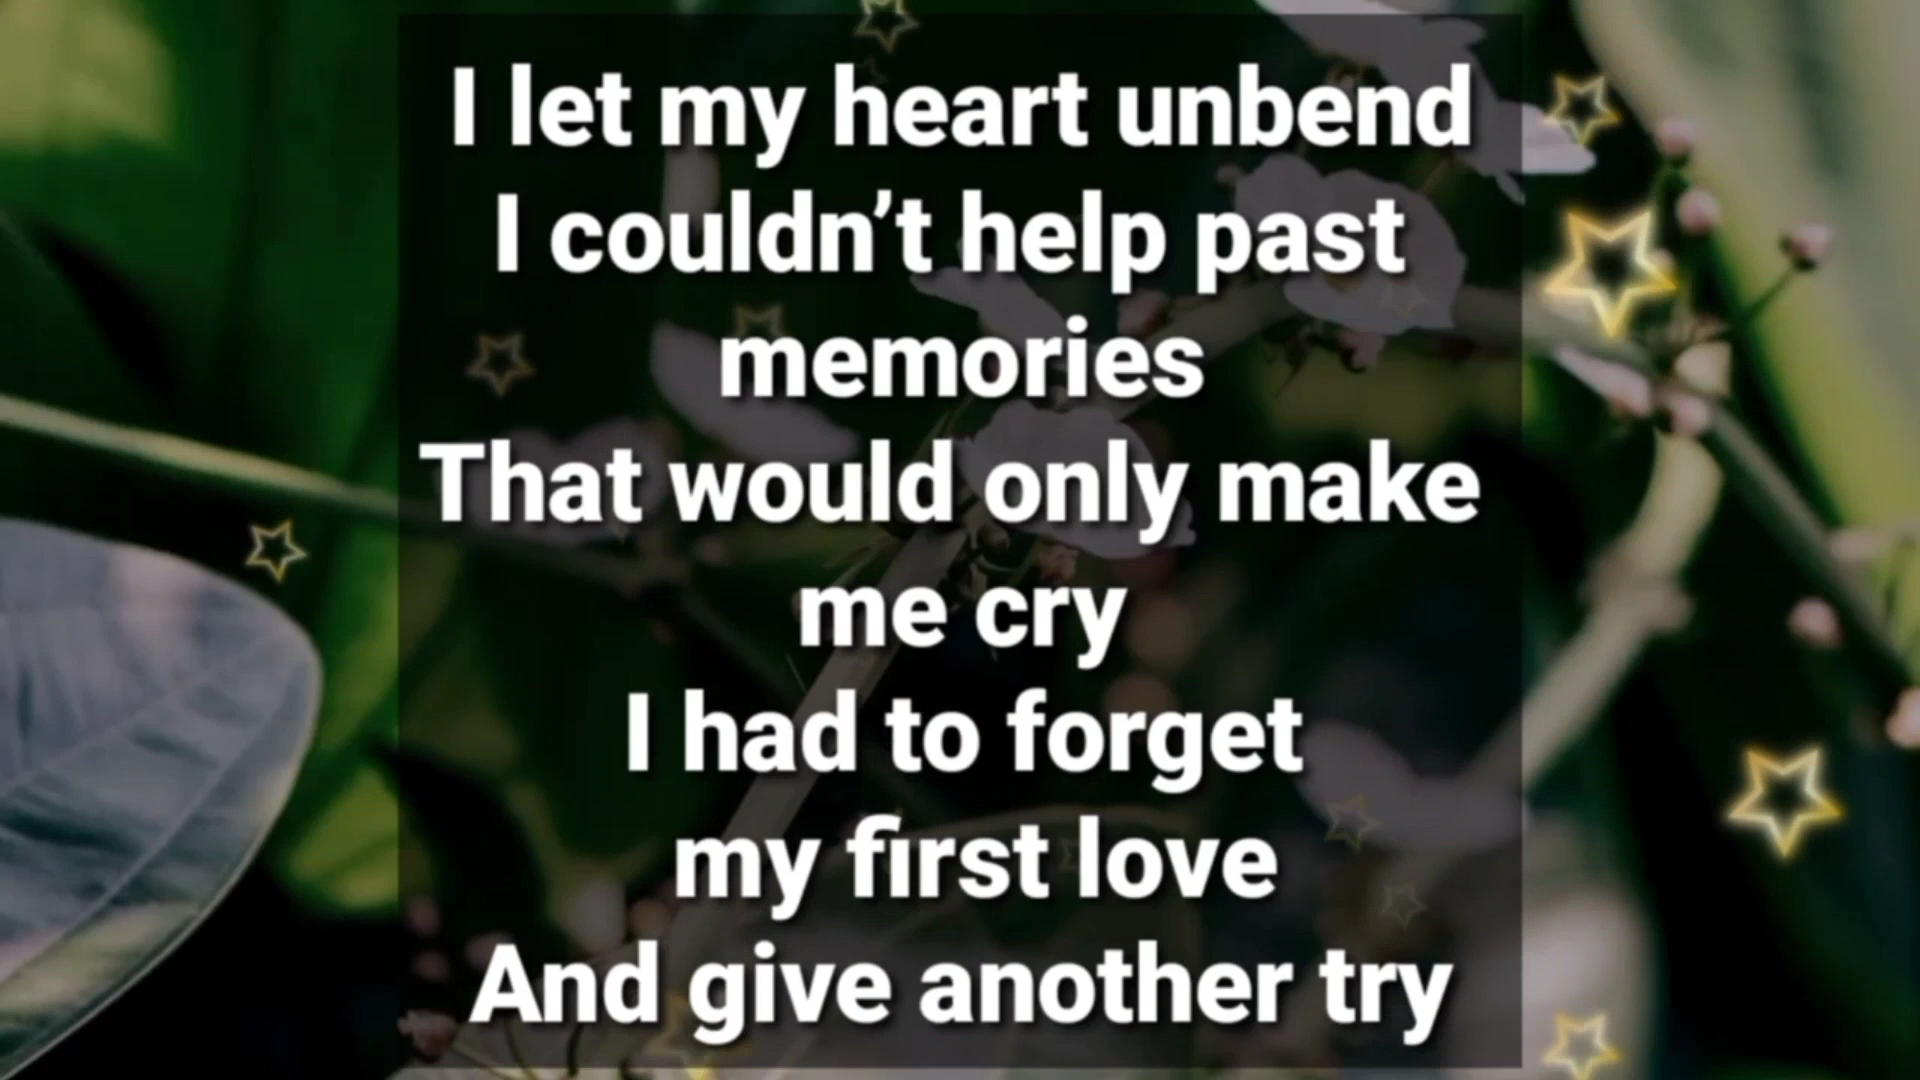 I let my heart unbend
I couldn’t help past
memories
That would only make
me cry
I had to forget
my first love
And give another try